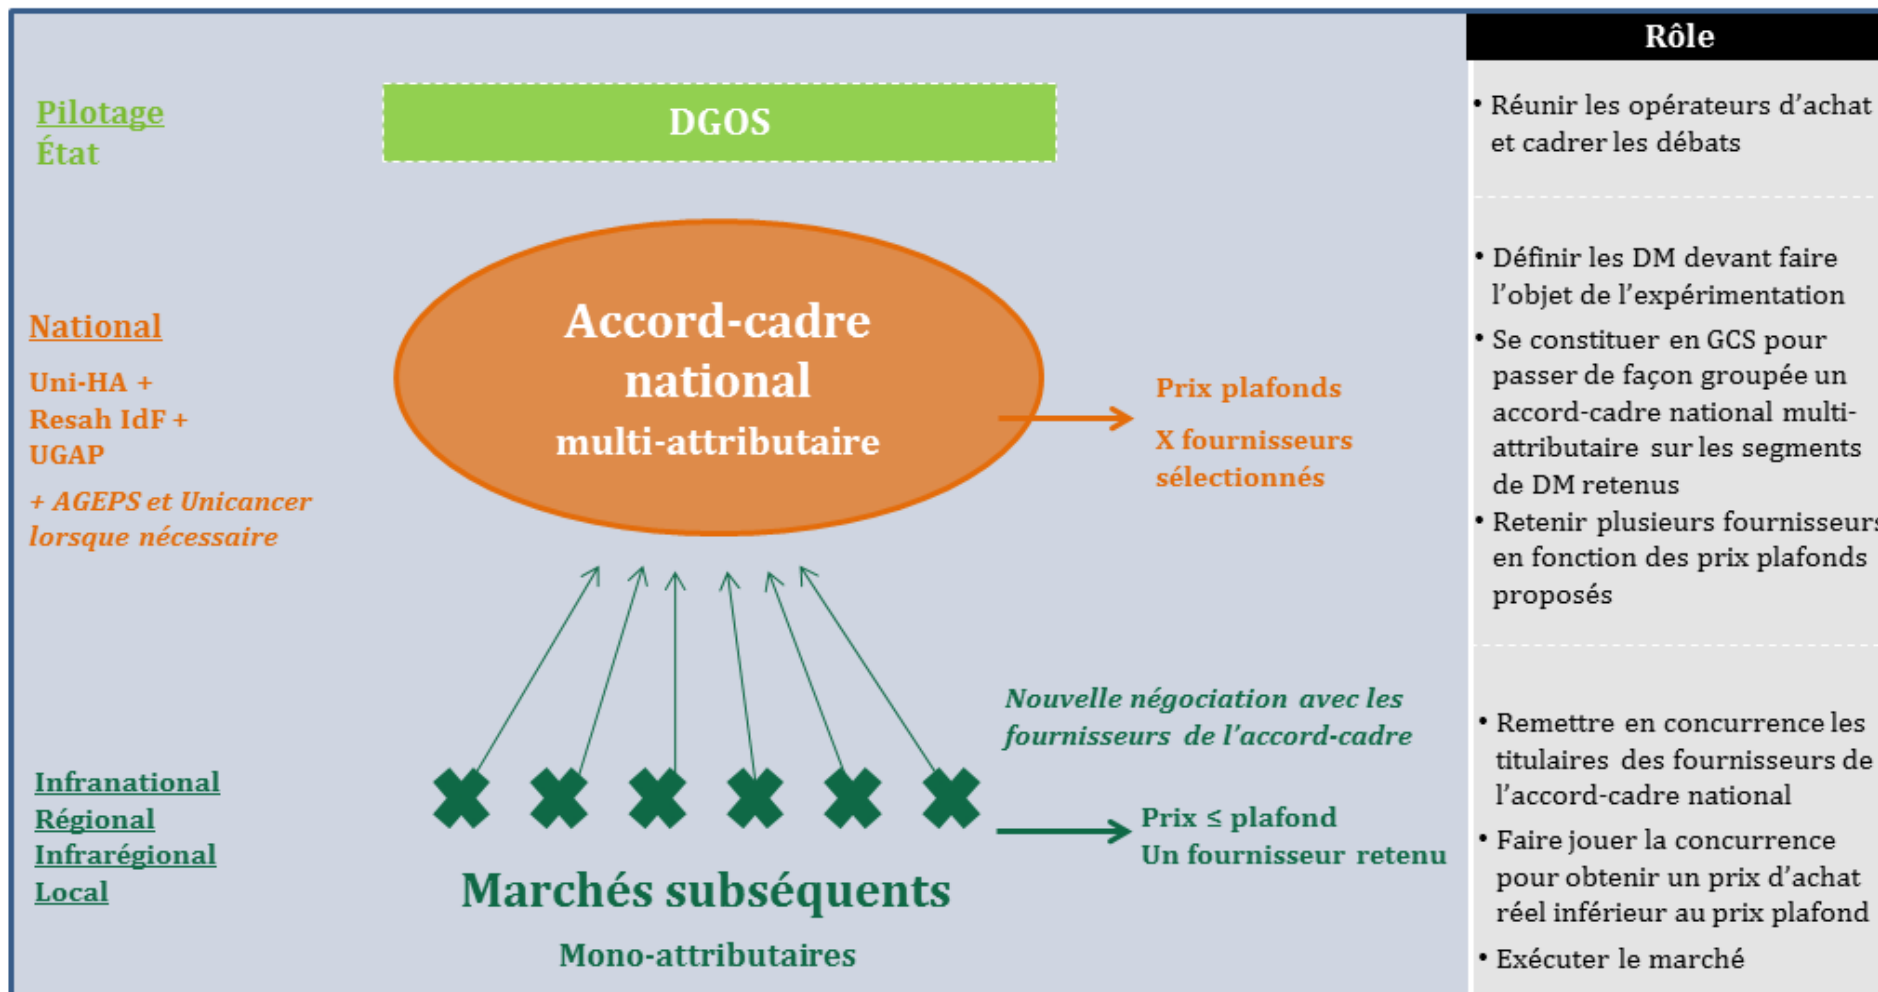 Rôle
Pilotage
État
DGOS
• Réunir les opérateurs d’achat
et cadrer les débats
National
Uni-HA +
Resah IdF +
UGAP
+ AGEPS et Unicancer
lorsque nécessaire
Accord-cadre
national
multi-attributaire
Prix plafonds
X fournisseurs
sélectionnés
• Définir les DM devant faire
l’objet de l’expérimentation
• Se constituer en GCS pour
passer de façon groupée un
accord-cadre national multi-
attributaire sur les segments
de DM retenus
• Retenir plusieurs fournisseurs
en fonction des prix plafonds
proposés
Nouvelle négociation avec les
fournisseurs de l’accord-cadre
Infranational
Régional
Infrarégional
Local
Prix ≤ plafond
Un fournisseur retenu
Marchés subséquents
Mono-attributaires
• Remettre en concurrence les
titulaires des fournisseurs de
l’accord-cadre national
• Faire jouer la concurrence
pour obtenir un prix d’achat
réel inférieur au prix plafond
• Exécuter le marché